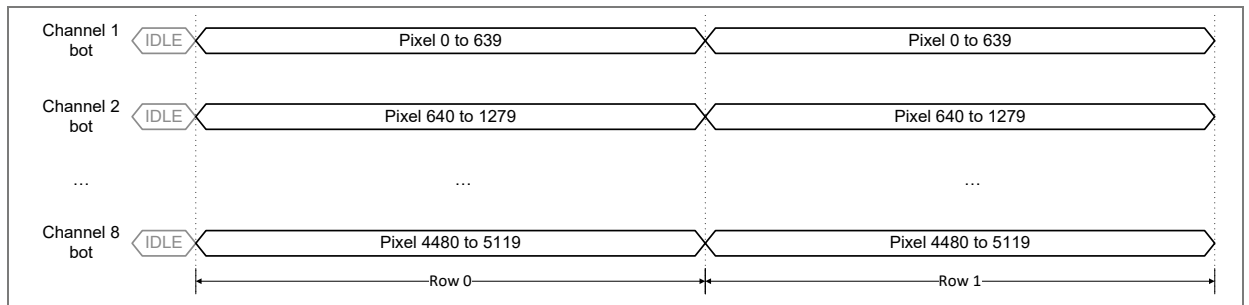 Channel 1
bot
IDLE
Pixel 0 to 639
Pixel 0 to 639
Channel 2
bot
IDLE
Pixel 640 to 1279
Pixel 640 to 1279
...
...
...
Channel 8
bot
IDLE
Pixel 4480 to 5119
Pixel 4480 to 5119
Row 0
Row 1